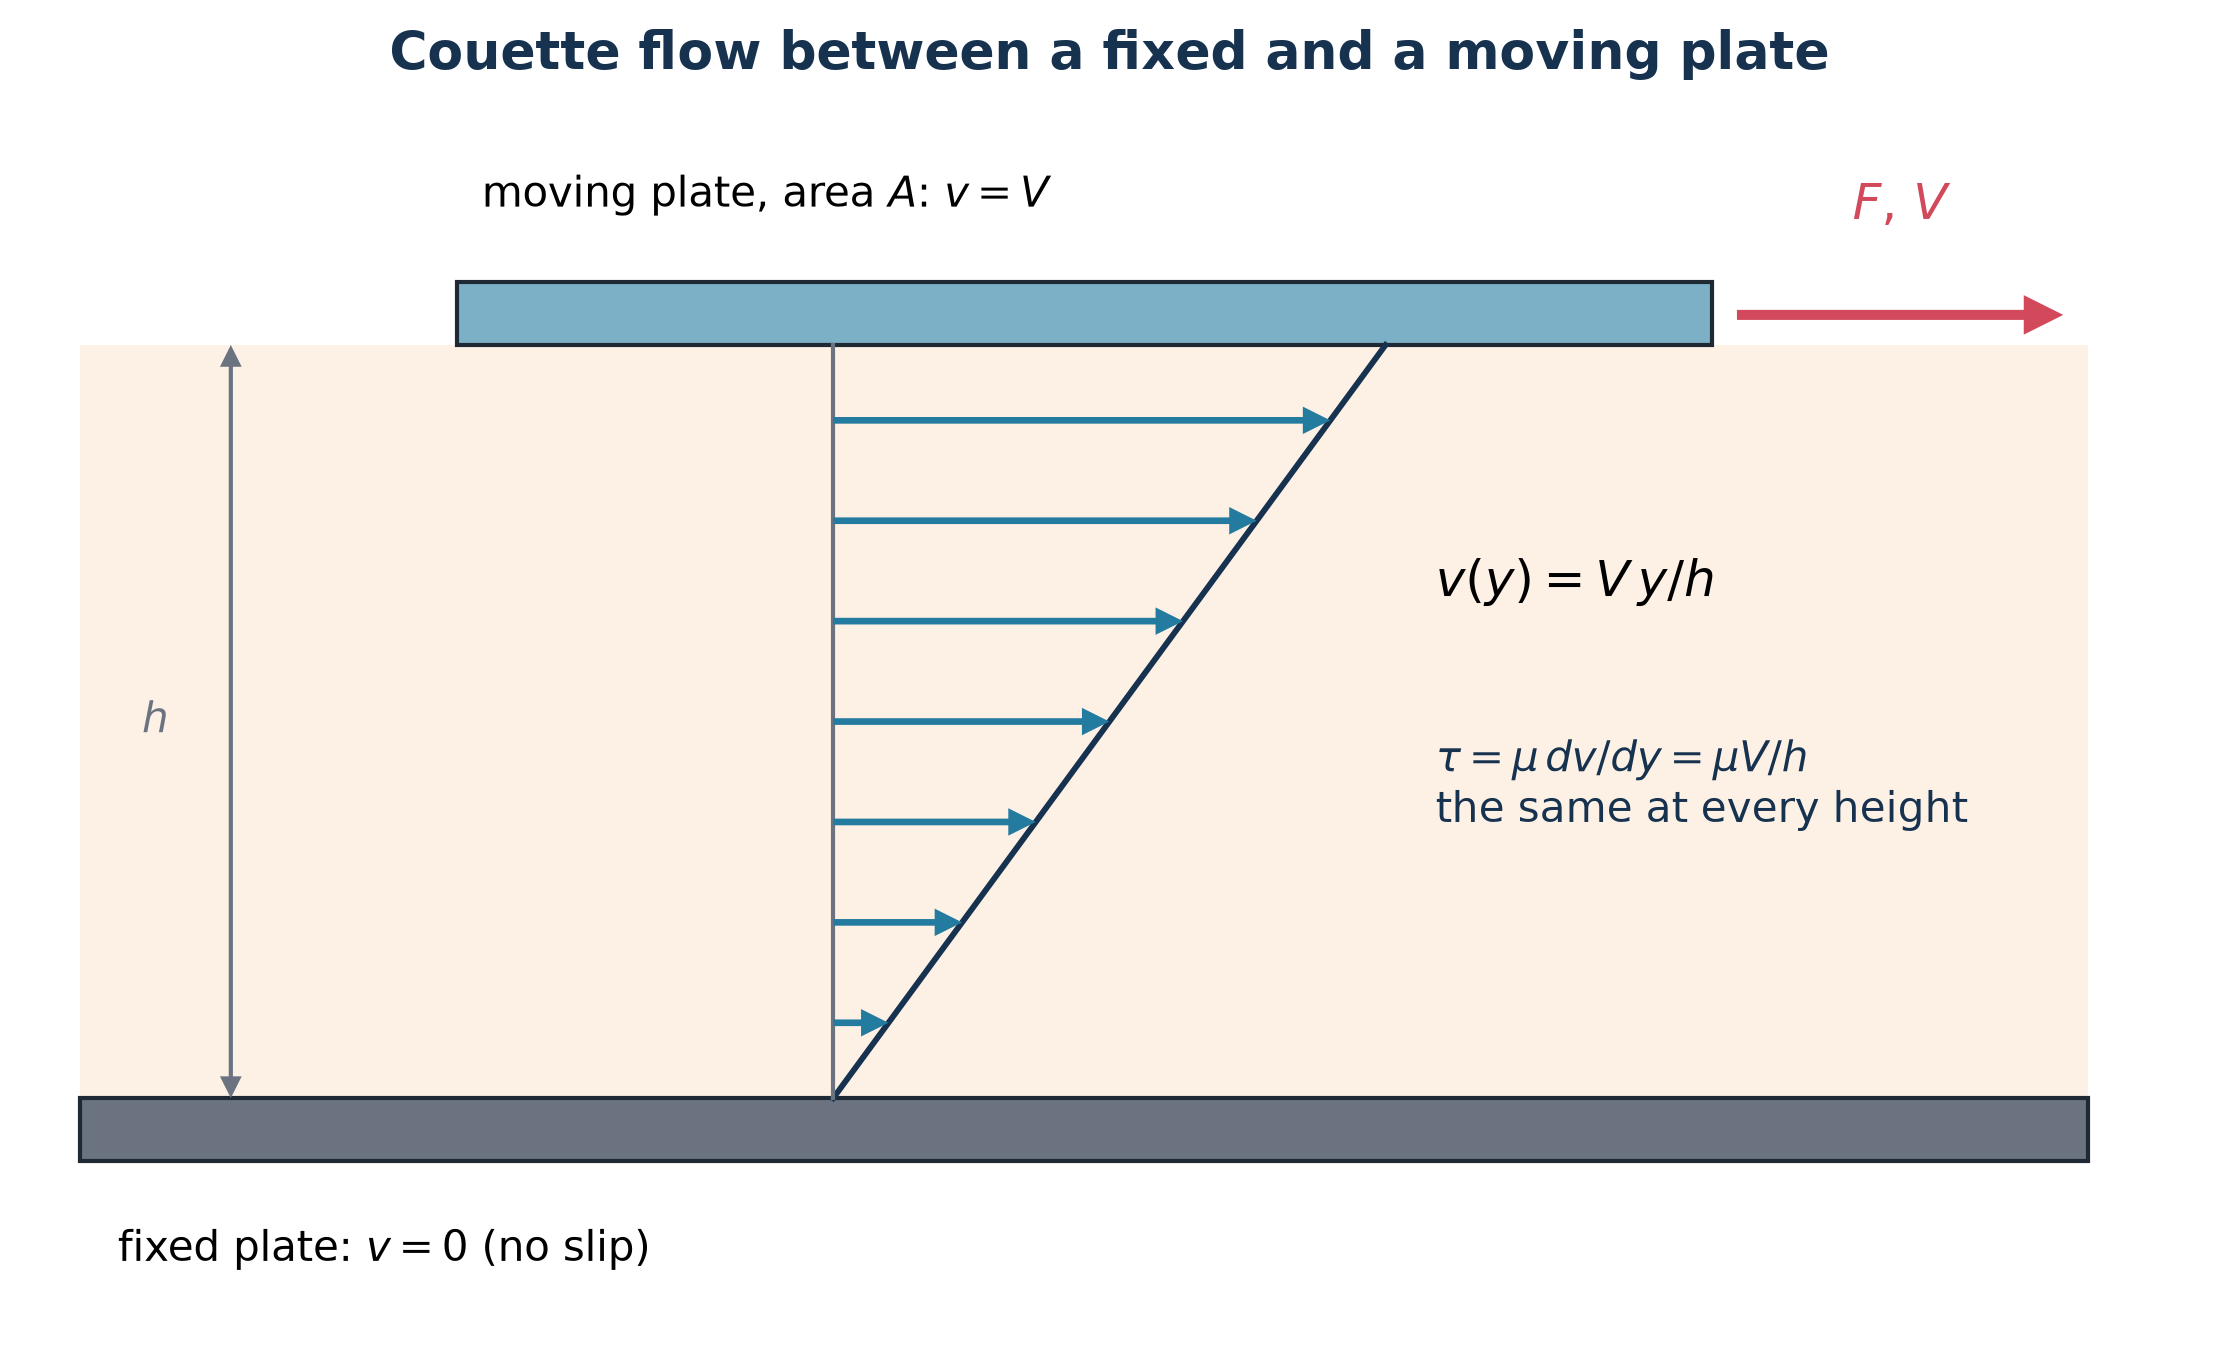 Couette flow between a fixed and a moving plate
moving plate, area A: v = V
F, V
v(y) = V y/h
h
τ = μ dv/dy = μV/h
the same at every height
fixed plate: v = 0 (no slip)